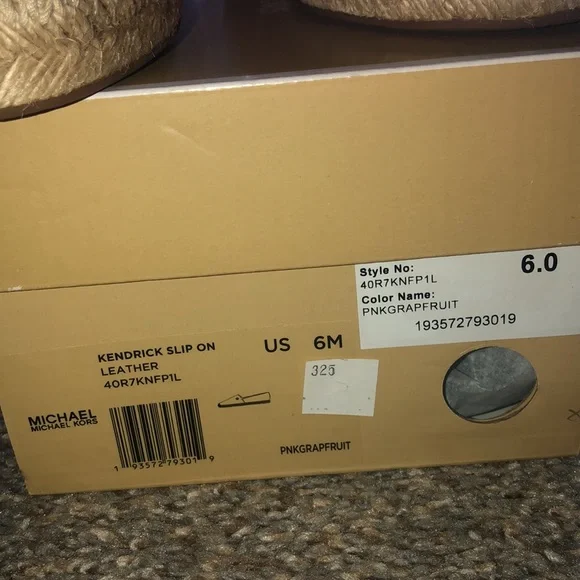 Style No:
40R7KNFP1L
6.0
Color Name:
PNKGRAPFRUIT
193572793019
KENDRICK SLIP ON
LEATHER
40R7KNFP1L
US 6M
325
MICHAEL
MICHAEL KORS
1 93572 79301 9
PNKGRAPFRUIT